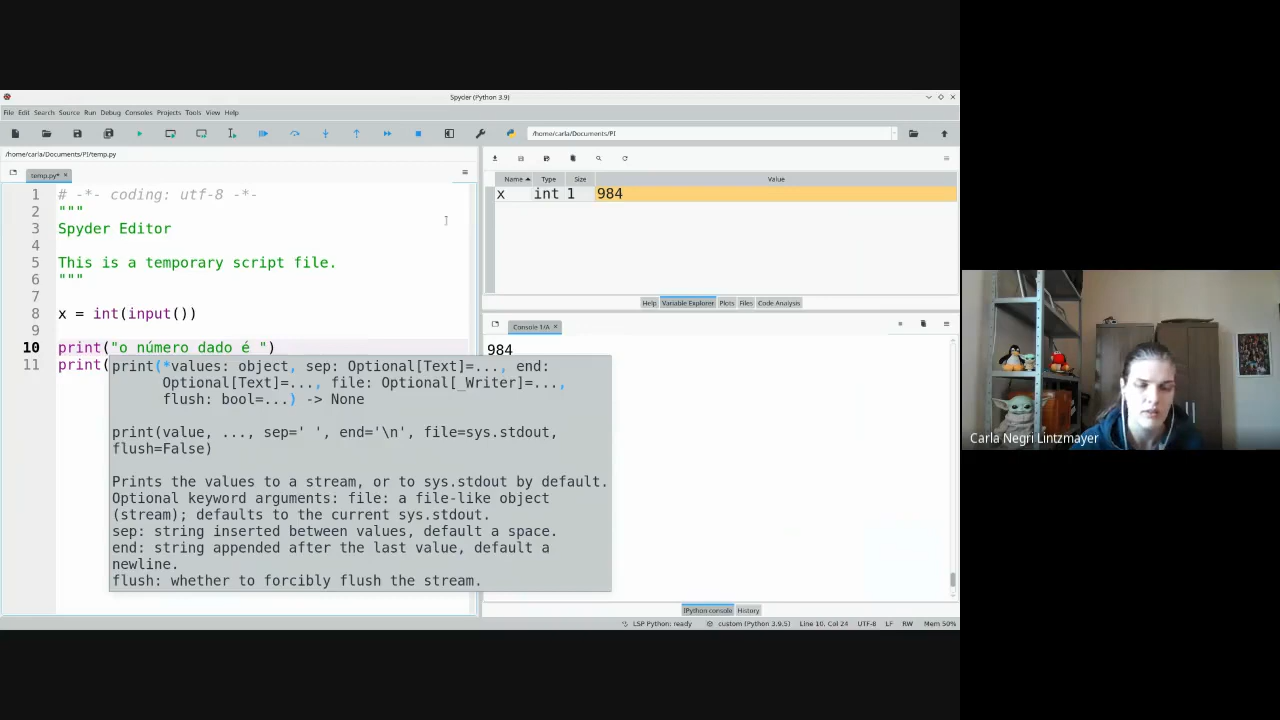 Spyder (Python 3.9)
File Edit Search Source Run Debug Consoles Projects Tools View Help
/home/carla/Documents/PI
/home/carla/Documents/PI/temp.py
temp.py*
1 # -*- coding: utf-8 -*-
2 """
3 Spyder Editor
4
5 This is a temporary script file.
6 """
7
8 x = int(input())
9
10 print("o número dado é ")
11 print(
print(*values: object, sep: Optional[Text]=..., end:
Optional[Text]=..., file: Optional[_Writer]=...,
flush: bool=...) -> None
print(value, ..., sep=' ', end='\n', file=sys.stdout,
flush=False)
Prints the values to a stream, or to sys.stdout by default.
Optional keyword arguments: file: a file-like object
(stream); defaults to the current sys.stdout.
sep: string inserted between values, default a space.
end: string appended after the last value, default a
newline.
flush: whether to forcibly flush the stream.
Name Type Size Value
x int 1 984
Help Variable Explorer Plots Files Code Analysis
Console 1/A
984
IPython console History
LSP Python: ready custom (Python 3.9.5) Line 10, Col 24 UTF-8 LF RW Mem 50%
Carla Negri Lintzmayer